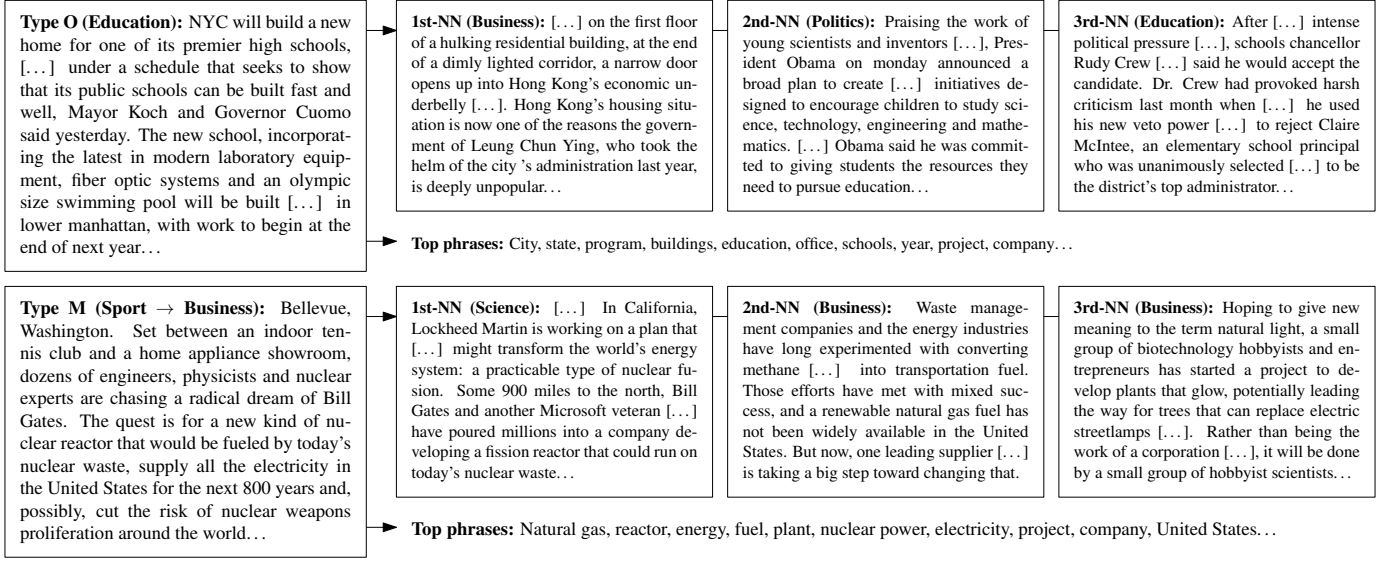 Type O (Education): NYC will build a new
home for one of its premier high schools,
[...] under a schedule that seeks to show
that its public schools can be built fast and
well, Mayor Koch and Governor Cuomo
said yesterday. The new school, incorporat-
ing the latest in modern laboratory equip-
ment, fiber optic systems and an olympic
size swimming pool will be built [...] in
lower manhattan, with work to begin at the
end of next year...
1st-NN (Business): [...] on the first floor
of a hulking residential building, at the end
of a dimly lighted corridor, a narrow door
opens up into Hong Kong's economic un-
derbelly [...]. Hong Kong's housing situ-
ation is now one of the reasons the govern-
ment of Leung Chun Ying, who took the
helm of the city 's administration last year,
is deeply unpopular...
2nd-NN (Politics): Praising the work of
young scientists and inventors [...], Pres-
ident Obama on monday announced a
broad plan to create [...] initiatives de-
signed to encourage children to study sci-
ence, technology, engineering and mathe-
matics. [...] Obama said he was commit-
ted to giving students the resources they
need to pursue education...
3rd-NN (Education): After [...] intense
political pressure [...], schools chancellor
Rudy Crew [...] said he would accept the
candidate. Dr. Crew had provoked harsh
criticism last month when [...] he used
his new veto power [...] to reject Claire
McIntee, an elementary school principal
who was unanimously selected [...] to be
the district's top administrator...
Top phrases: City, state, program, buildings, education, office, schools, year, project, company...
Type M (Sport → Business): Bellevue,
Washington. Set between an indoor ten-
nis club and a home appliance showroom,
dozens of engineers, physicists and nuclear
experts are chasing a radical dream of Bill
Gates. The quest is for a new kind of nu-
clear reactor that would be fueled by today's
nuclear waste, supply all the electricity in
the United States for the next 800 years and,
possibly, cut the risk of nuclear weapons
proliferation around the world...
1st-NN (Science): [...] In California,
Lockheed Martin is working on a plan that
[...] might transform the world's energy
system: a practicable type of nuclear fu-
sion. Some 900 miles to the north, Bill
Gates and another Microsoft veteran [...]
have poured millions into a company de-
veloping a fission reactor that could run on
today's nuclear waste...
2nd-NN (Business): Waste manage-
ment companies and the energy industries
have long experimented with converting
methane [...] into transportation fuel.
Those efforts have met with mixed suc-
cess, and a renewable natural gas fuel has
not been widely available in the United
States. But now, one leading supplier [...]
is taking a big step toward changing that.
3rd-NN (Business): Hoping to give new
meaning to the term natural light, a small
group of biotechnology hobbyists and en-
trepreneurs has started a project to de-
velop plants that glow, potentially leading
the way for trees that can replace electric
streetlamps [...]. Rather than being the
work of a corporation [...], it will be done
by a small group of hobbyist scientists...
Top phrases: Natural gas, reactor, energy, fuel, plant, nuclear power, electricity, project, company, United States...